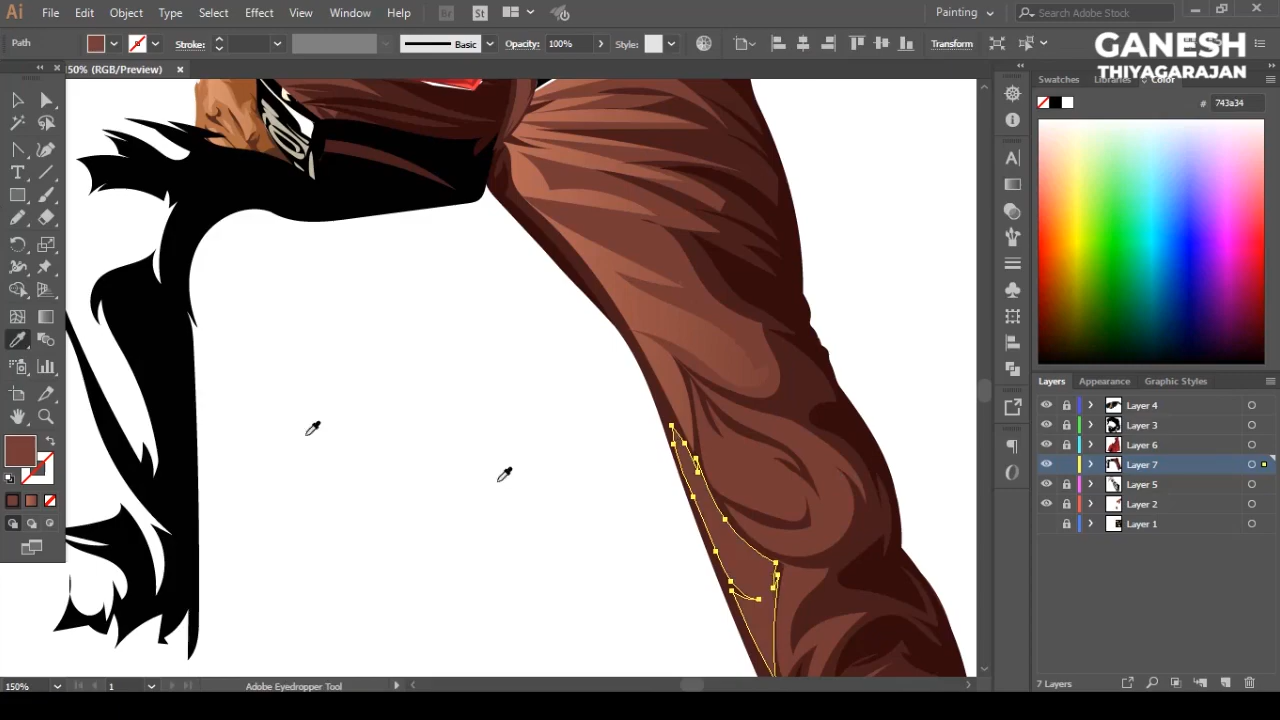 Ai File Edit Object Type Select Effect View Window Help Br St Painting Search Adobe Stock
Path Stroke: Basic Opacity: 100% Style: Transform
GANESH
THIYAGARAJAN
50% (RGB/Preview) ×
Swatches Libraries Color
# 743a34
Layers Appearance Graphic Styles
Layer 4
Layer 3
Layer 6
Layer 7
Layer 5
Layer 2
Layer 1
7 Layers
150% 1 Adobe Eyedropper Tool